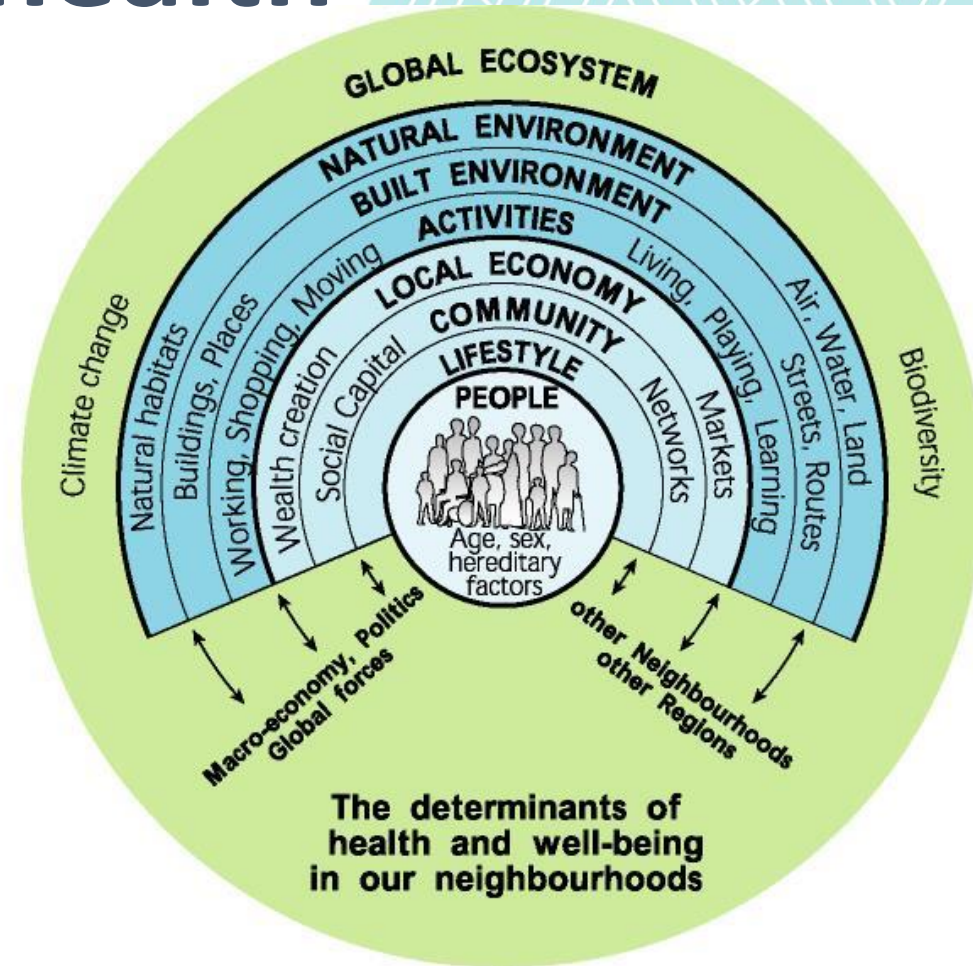 health
GLOBAL ECOSYSTEM
NATURAL ENVIRONMENT
BUILT ENVIRONMENT
ACTIVITIES
LOCAL ECONOMY
COMMUNITY
LIFESTYLE
PEOPLE
Age, sex,
hereditary
factors
Climate change
Natural habitats
Buildings, Places
Working, Shopping, Moving
Wealth creation
Social Capital
Networks
Markets
Living, Playing, Learning
Streets, Routes
Air, Water, Land
Biodiversity
Macro-economy, Politics
Global forces
other Neighbourhoods
other Regions
The determinants of
health and well-being
in our neighbourhoods